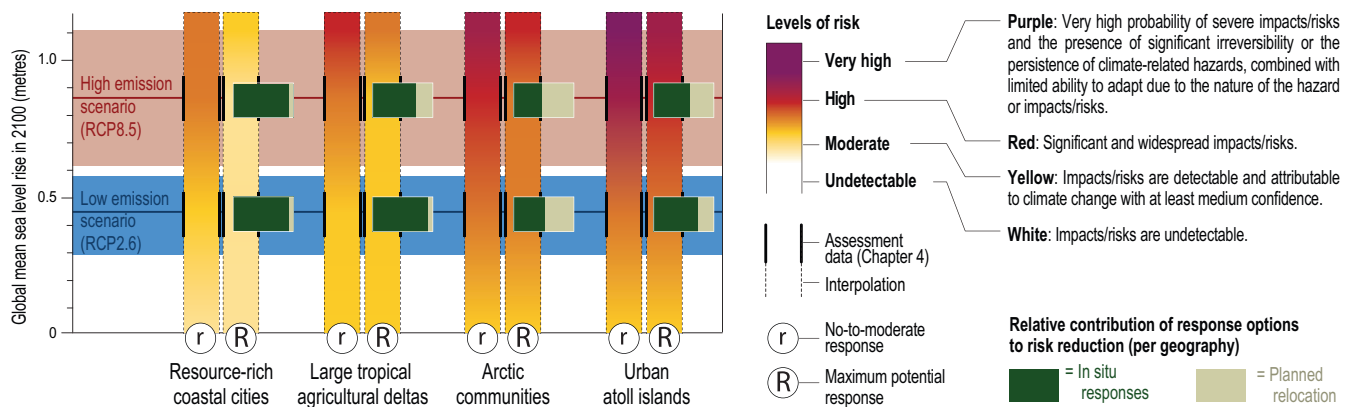 Global mean sea level rise in 2100 (metres)
1.0
0.5
0
High emission
scenario
(RCP8.5)
Low emission
scenario
(RCP2.6)
r
R
r
R
r
R
r
R
Resource-rich
coastal cities
Large tropical
agricultural deltas
Arctic
communities
Urban
atoll islands
Levels of risk
Very high
High
Moderate
Undetectable
Assessment
data (Chapter 4)
Interpolation
r
No-to-moderate
response
R
Maximum potential
response
Purple: Very high probability of severe impacts/risks
and the presence of significant irreversibility or the
persistence of climate-related hazards, combined with
limited ability to adapt due to the nature of the hazard
or impacts/risks.
Red: Significant and widespread impacts/risks.
Yellow: Impacts/risks are detectable and attributable
to climate change with at least medium confidence.
White: Impacts/risks are undetectable.
Relative contribution of response options
to risk reduction (per geography)
= In situ
responses
= Planned
relocation